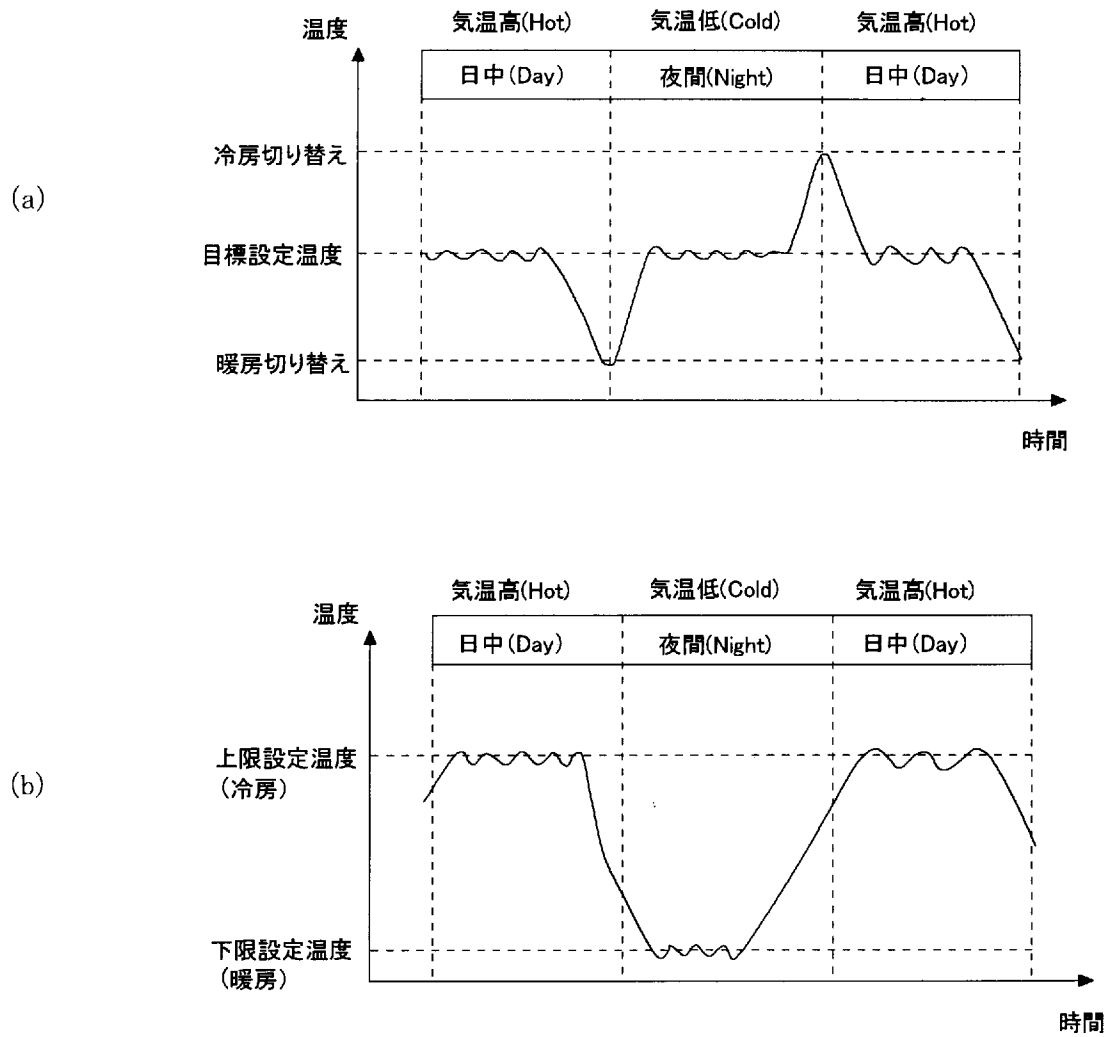 気温高(Hot) 気温低(Cold) 気温高(Hot)
温度
日中(Day) 夜間(Night) 日中(Day)
冷房切り替え
(a)
目標設定温度
暖房切り替え
時間
気温高(Hot) 気温低(Cold) 気温高(Hot)
温度
日中(Day) 夜間(Night) 日中(Day)
上限設定温度
(冷房)
(b)
下限設定温度
(暖房)
時間